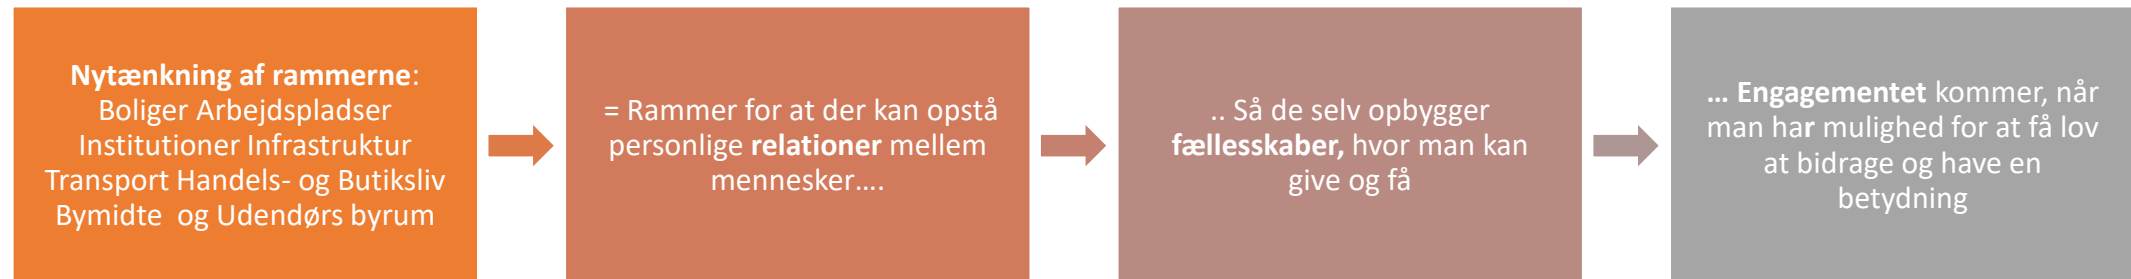 Nytænkning af rammerne:
Boliger Arbejdspladser
Institutioner Infrastruktur
Transport Handels- og Butiksliv
Bymidte  og Udendørs byrum
= Rammer for at der kan opstå
personlige relationer mellem
mennesker….
.. Så de selv opbygger
fællesskaber, hvor man kan
give og få
… Engagementet kommer, når
man har mulighed for at få lov
at bidrage og have en
betydning